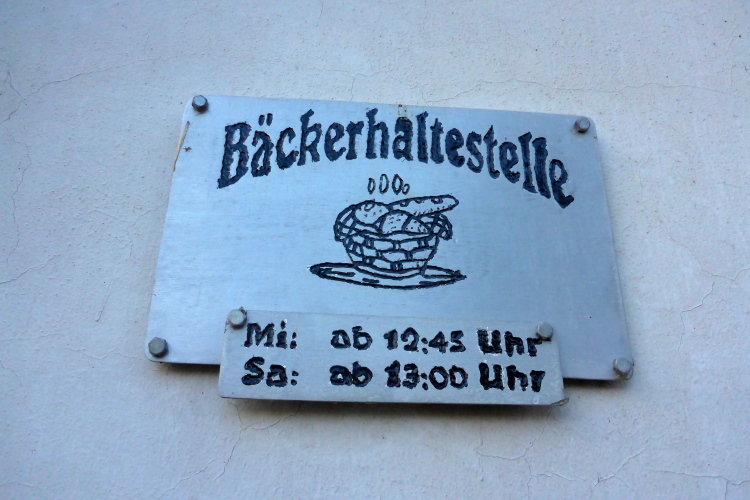 Bäckerhaltestelle
Mi: ab 12:45 Uhr
Sa: ab 13:00 Uhr